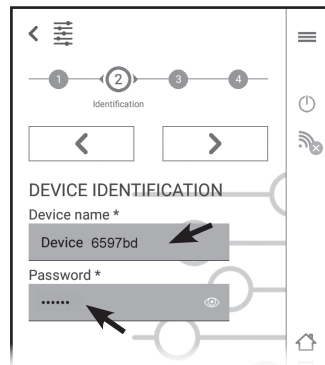 1 2 3 4
Identification
DEVICE IDENTIFICATION
Device name *
Device 6597bd
Password *
••••••